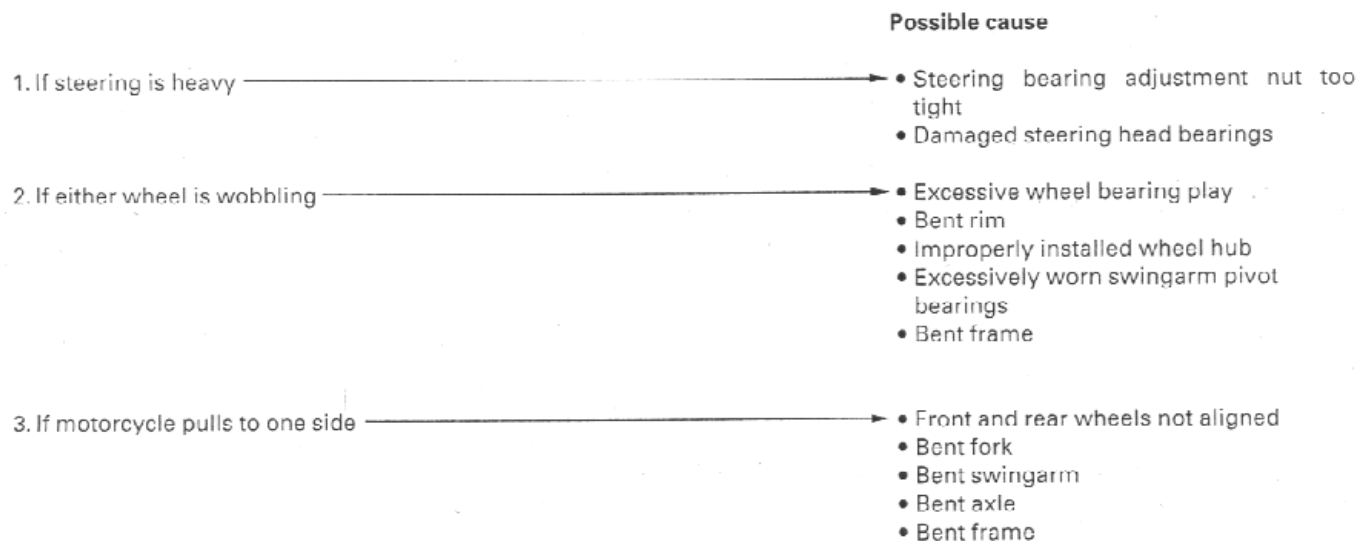 Possible cause
1. If steering is heavy
• Steering bearing adjustment nut too
tight
• Damaged steering head bearings
2. If either wheel is wobbling
• Excessive wheel bearing play
• Bent rim
• Improperly installed wheel hub
• Excessively worn swingarm pivot
bearings
• Bent frame
3. If motorcycle pulls to one side
• Front and rear wheels not aligned
• Bent fork
• Bent swingarm
• Bent axle
• Bent frame